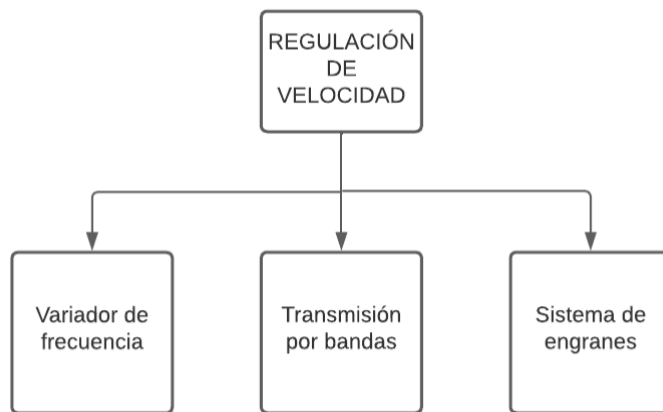 REGULACIÓN
DE
VELOCIDAD
Variador de
frecuencia
Transmisión
por bandas
Sistema de
engranes